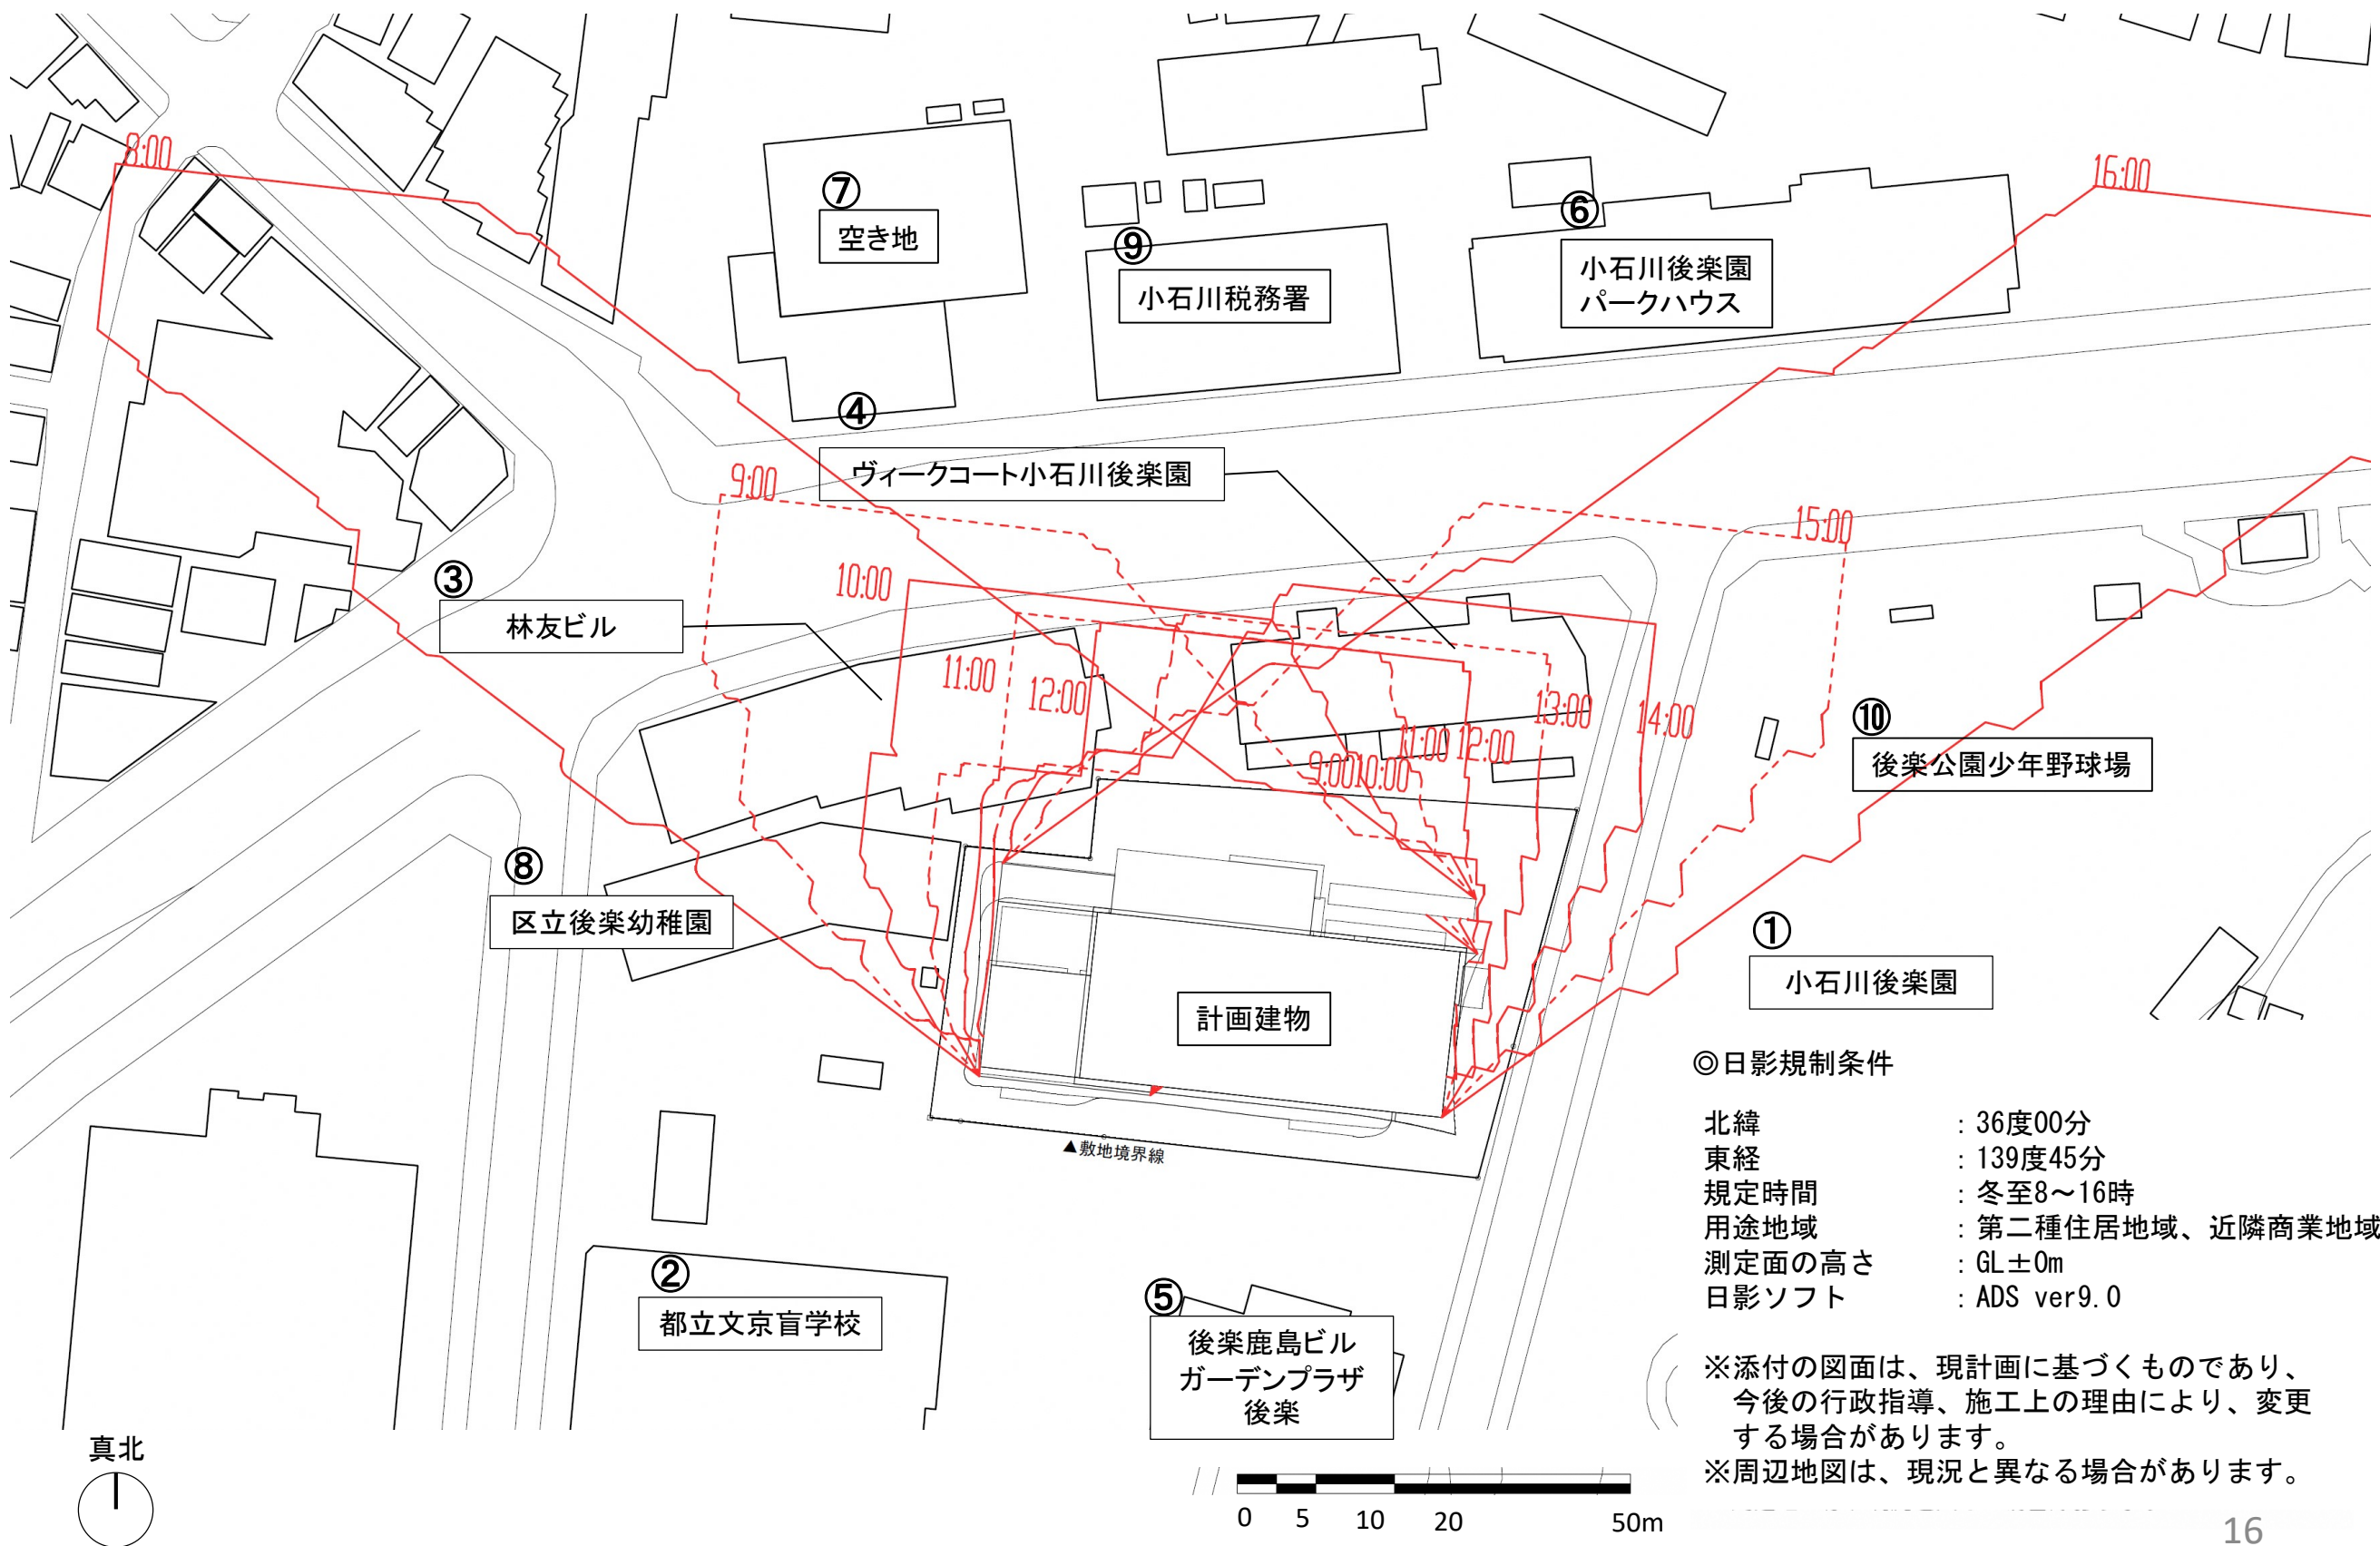 8:00
16:00
⑦
空き地
⑨
小石川税務署
⑥
小石川後楽園
パークハウス
④
ヴィークコート小石川後楽園
9:00
15:00
10:00
③
林友ビル
11:00
12:00
13:00
14:00
11:00
12:00
9:00
10:00
⑩
後楽公園少年野球場
⑧
区立後楽幼稚園
①
小石川後楽園
計画建物
▲敷地境界線
②
都立文京盲学校
⑤
後楽鹿島ビル
ガーデンプラザ
後楽
◎日影規制条件
北緯 : 36度00分
東経 : 139度45分
規定時間 : 冬至8~16時
用途地域 : 第二種住居地域、近隣商業地域
測定面の高さ : GL±0m
日影ソフト : ADS ver9.0
※添付の図面は、現計画に基づくものであり、
今後の行政指導、施工上の理由により、変更
する場合があります。
※周辺地図は、現況と異なる場合があります。
真北
0 5 10 20 50m
16